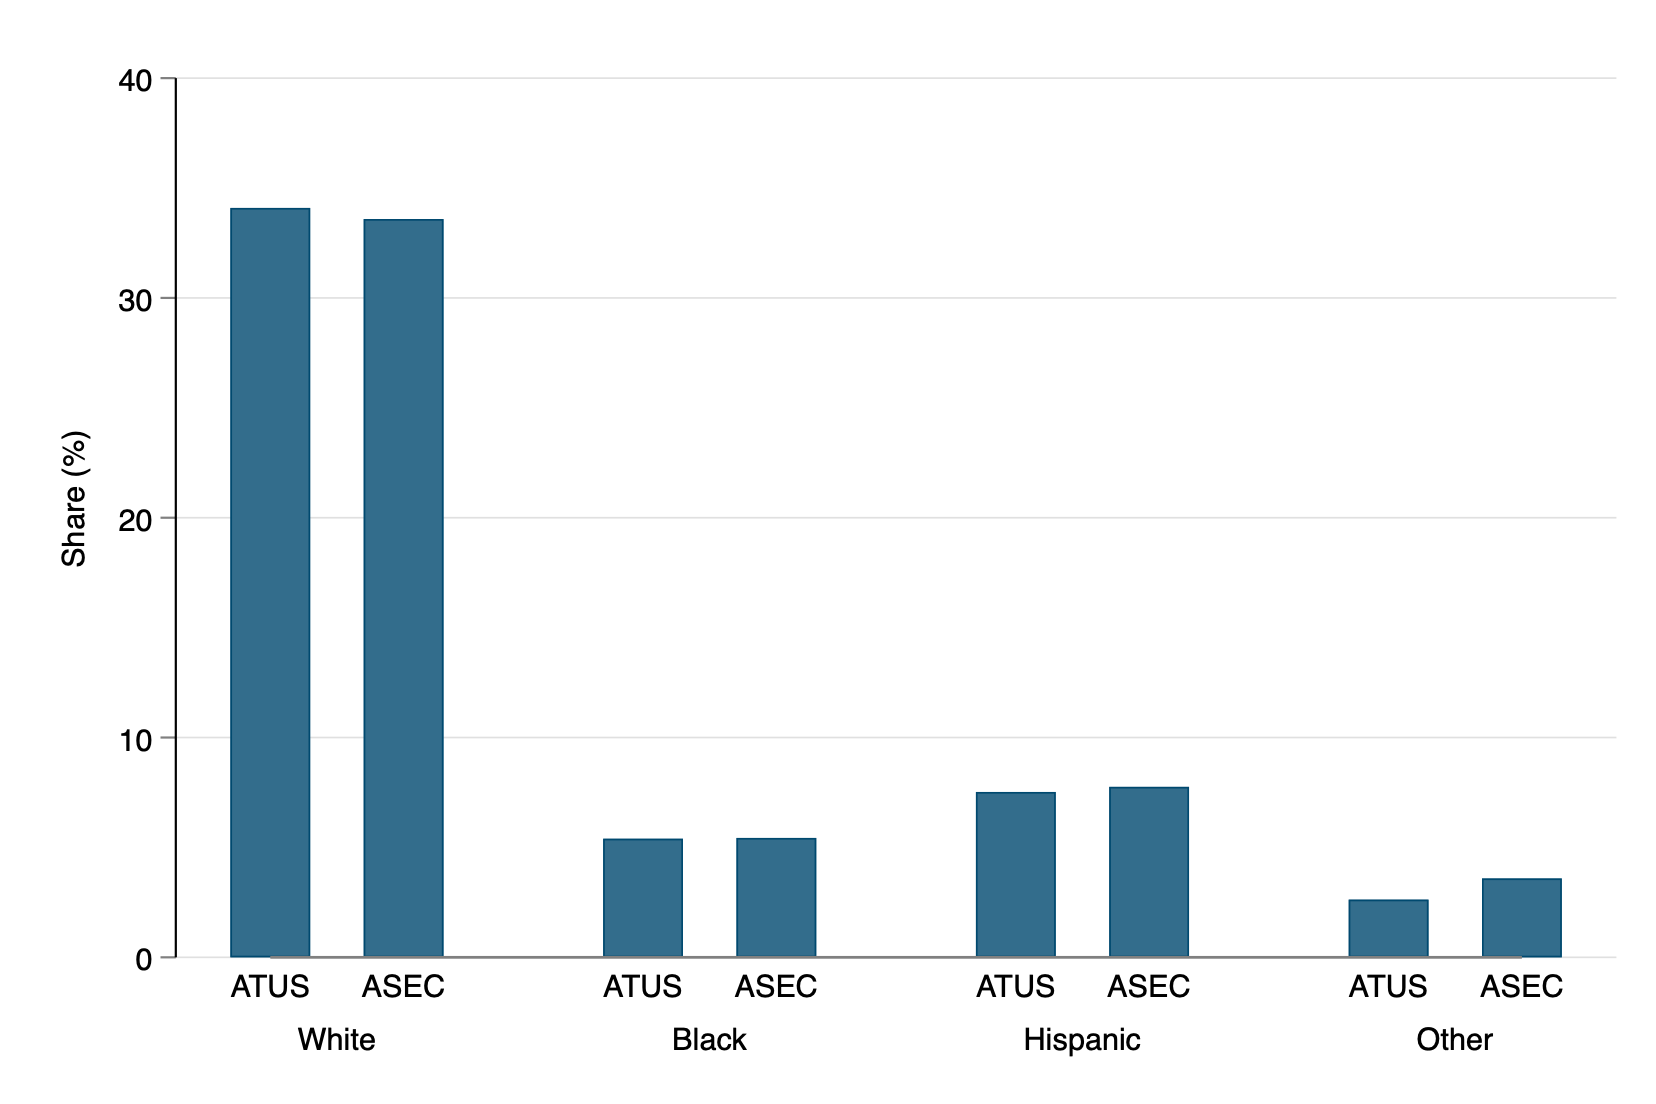 40
30
20
10
0
Share (%)
ATUS ASEC ATUS ASEC ATUS ASEC ATUS ASEC
White Black Hispanic Other